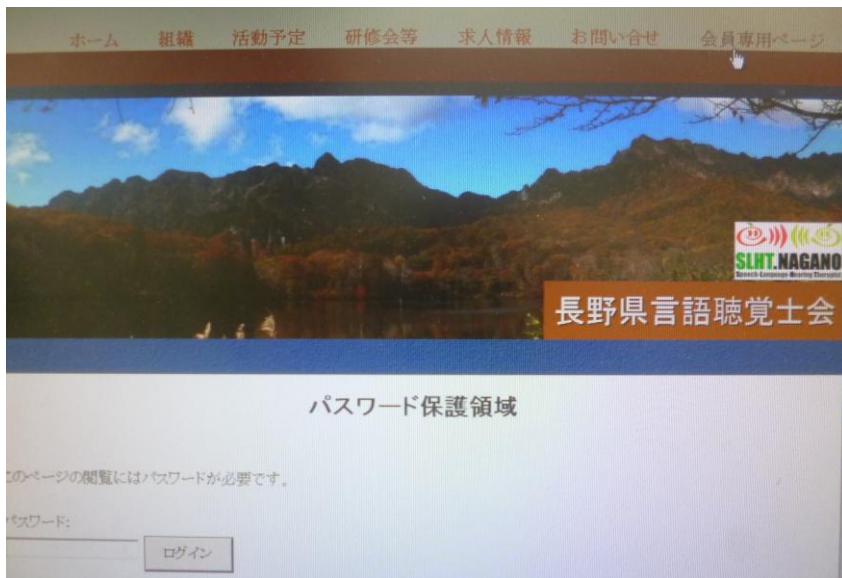 ホーム 組織 活動予定 研修会等 求人情報 お問い合せ 会員専用ページ
SLHT.NAGANO
Speech-Language-Hearing Therapist
長野県言語聴覚士会
パスワード保護領域
このページの閲覧にはパスワードが必要です。
パスワード:
ログイン